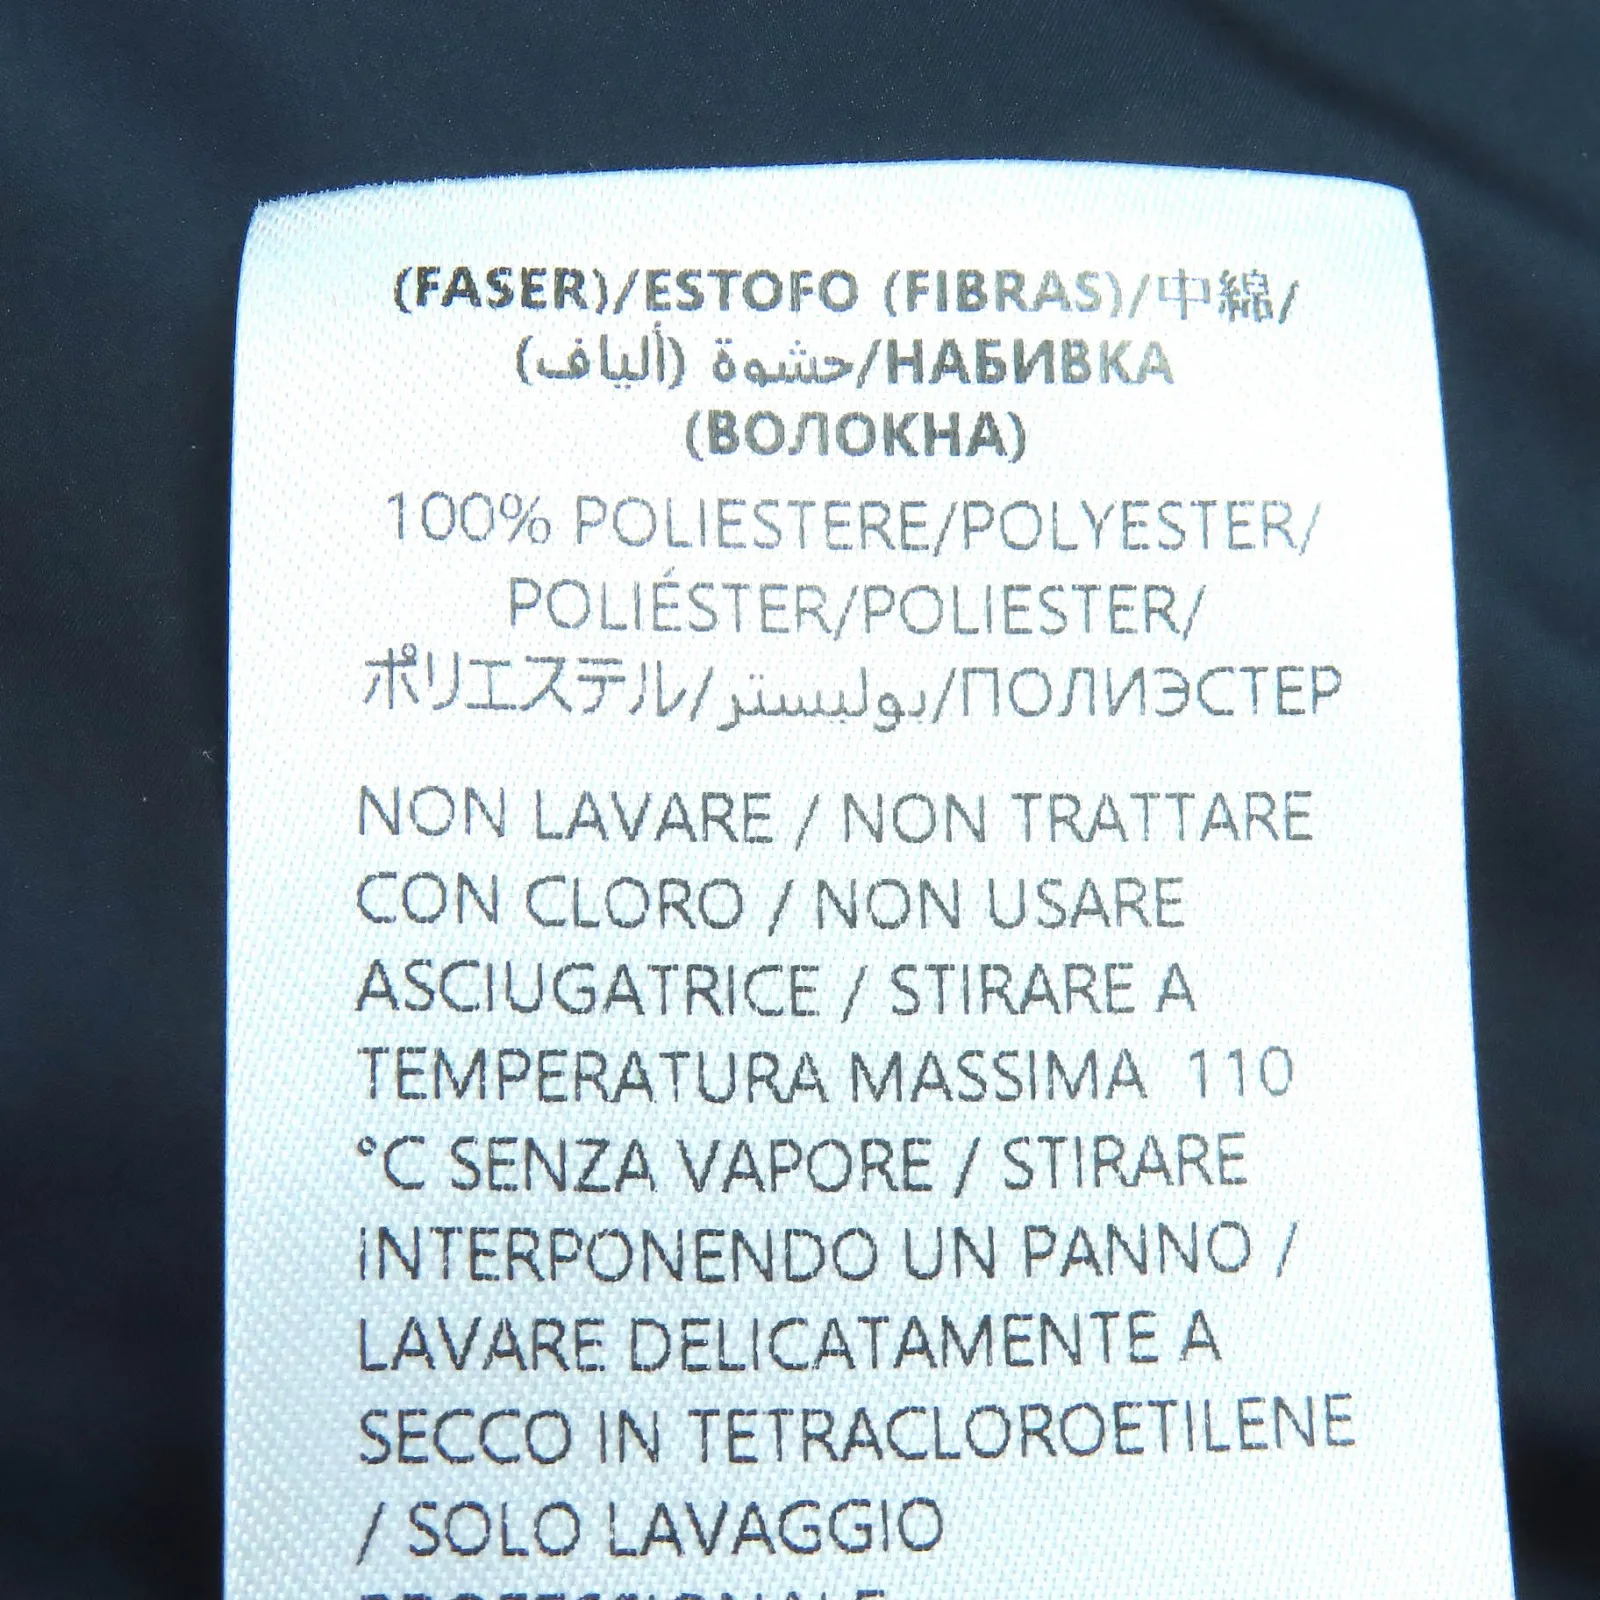 (FASER)/ESTOFO (FIBRAS)/中綿/
حشوة (ألياف)/НАБИВКА
(ВОЛОКНА)
100% POLIESTERE/POLYESTER/
POLIÉSTER/POLIESTER/
ポリエステル/بوليستر/ПОЛИЭСТЕР
NON LAVARE / NON TRATTARE
CON CLORO / NON USARE
ASCIUGATRICE / STIRARE A
TEMPERATURA MASSIMA 110
°C SENZA VAPORE / STIRARE
iNTERPONENDO UN PANNO /
LAVARE DELICATAMENTE A
SECCO IN TETRACLOROETILENE
/ SOLO LAVAGGIO
PROFESSIONALE